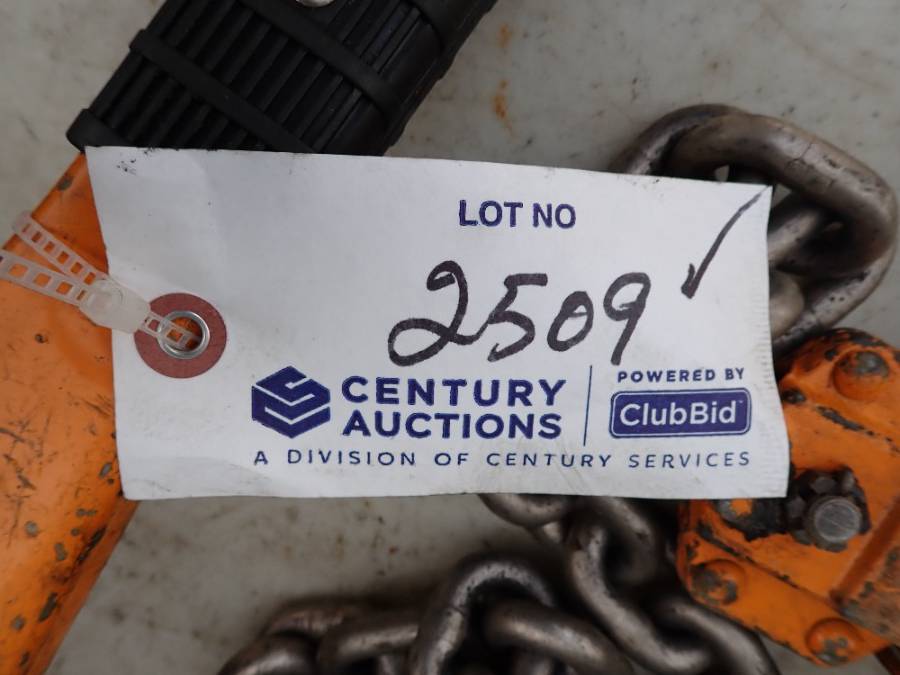 LOT NO
2509 ✓
CENTURY
AUCTIONS
POWERED BY
ClubBid
A DIVISION OF CENTURY SERVICES